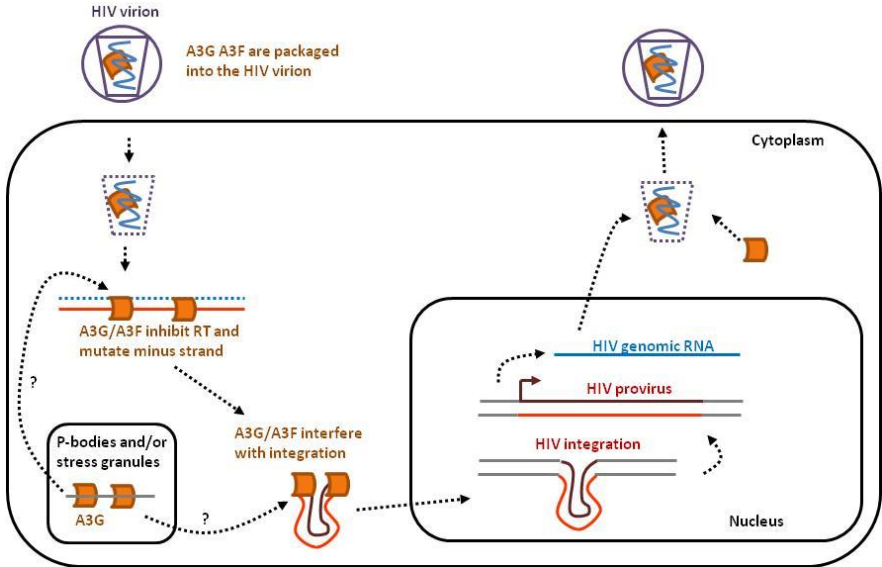 HIV virion
A3G A3F are packaged
into the HIV virion
Cytoplasm
A3G/A3F inhibit RT and
mutate minus strand
?
P-bodies and/or
stress granules
A3G
?
A3G/A3F interfere
with integration
HIV genomic RNA
HIV provirus
HIV integration
Nucleus